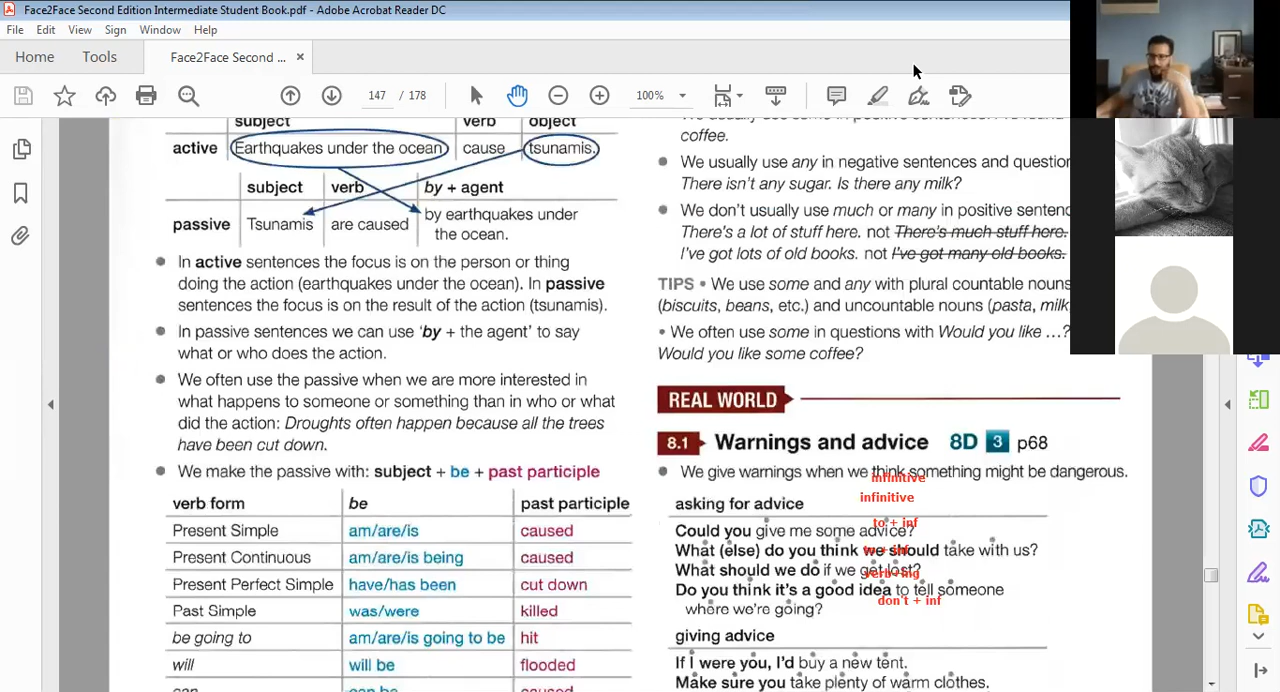 Face2Face Second Edition Intermediate Student Book.pdf - Adobe Acrobat Reader DC
File Edit View Sign Window Help
Home Tools Face2Face Second ... ×
147 / 178 100%
subject verb object
active Earthquakes under the ocean cause tsunamis.
subject verb by + agent
passive Tsunamis are caused by earthquakes under
the ocean.
• In active sentences the focus is on the person or thing
doing the action (earthquakes under the ocean). In passive
sentences the focus is on the result of the action (tsunamis).
• In passive sentences we can use 'by + the agent' to say
what or who does the action.
• We often use the passive when we are more interested in
what happens to someone or something than in who or what
did the action: Droughts often happen because all the trees
have been cut down.
• We make the passive with: subject + be + past participle
verb form be past participle
Present Simple am/are/is caused
Present Continuous am/are/is being caused
Present Perfect Simple have/has been cut down
Past Simple was/were killed
be going to am/are/is going to be hit
will will be flooded
can can be caused
coffee.
• We usually use any in negative sentences and question
There isn't any sugar. Is there any milk?
• We don't usually use much or many in positive sentenc
There's a lot of stuff here. not There's much stuff here.
I've got lots of old books. not I've got many old books.
TIPS • We use some and any with plural countable nouns
(biscuits, beans, etc.) and uncountable nouns (pasta, milk
• We often use some in questions with Would you like …?
Would you like some coffee?
REAL WORLD
8.1 Warnings and advice 8D 3 p68
• We give warnings when we think something might be dangerous.
infinitive
infinitive
asking for advice
to + inf
Could you give me some advice?
to + inf
What (else) do you think we should take with us?
verb+ing
What should we do if we get lost?
Do you think it's a good idea to tell someone
don't + inf
where we're going?
giving advice
If I were you, I'd buy a new tent.
Make sure you take plenty of warm clothes.